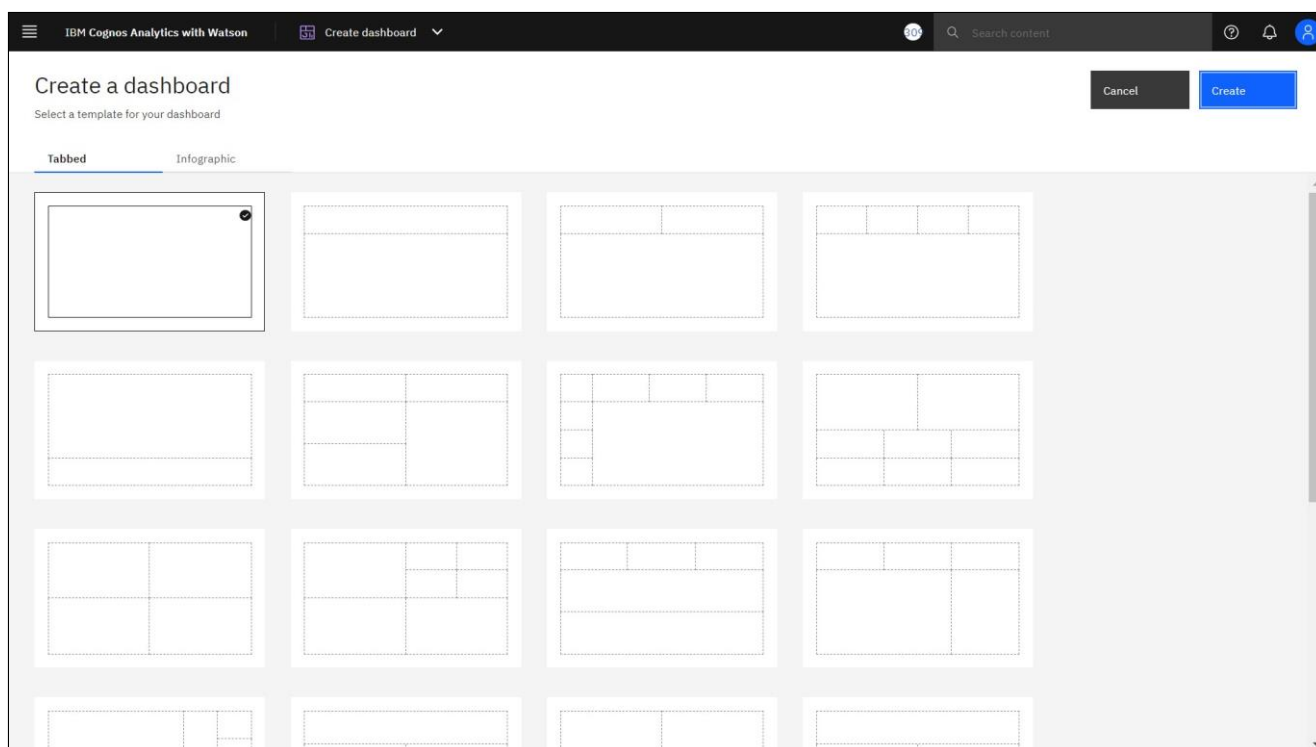 IBM Cognos Analytics with Watson
Create dashboard
Search content
Create a dashboard
Select a template for your dashboard
Cancel
Create
Tabbed
Infographic